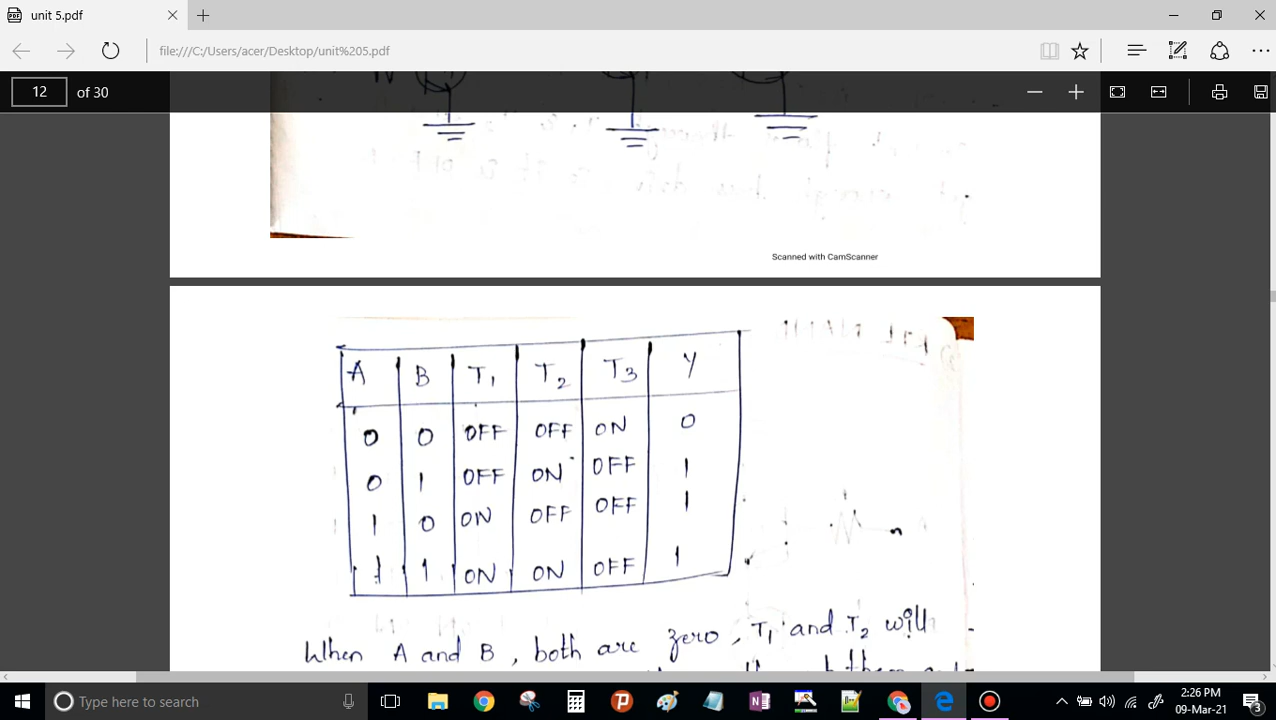 unit 5.pdf
file:///C:/Users/acer/Desktop/unit%205.pdf
12 of 30
Scanned with CamScanner
A B T1 T2 T3 Y
0 0 OFF OFF ON 0
0 1 OFF ON OFF 1
1 0 ON OFF OFF 1
1 1 ON ON OFF 1
When A and B, both are zero, T1 and T2 will
Type here to search
2:26 PM
09-Mar-21
3